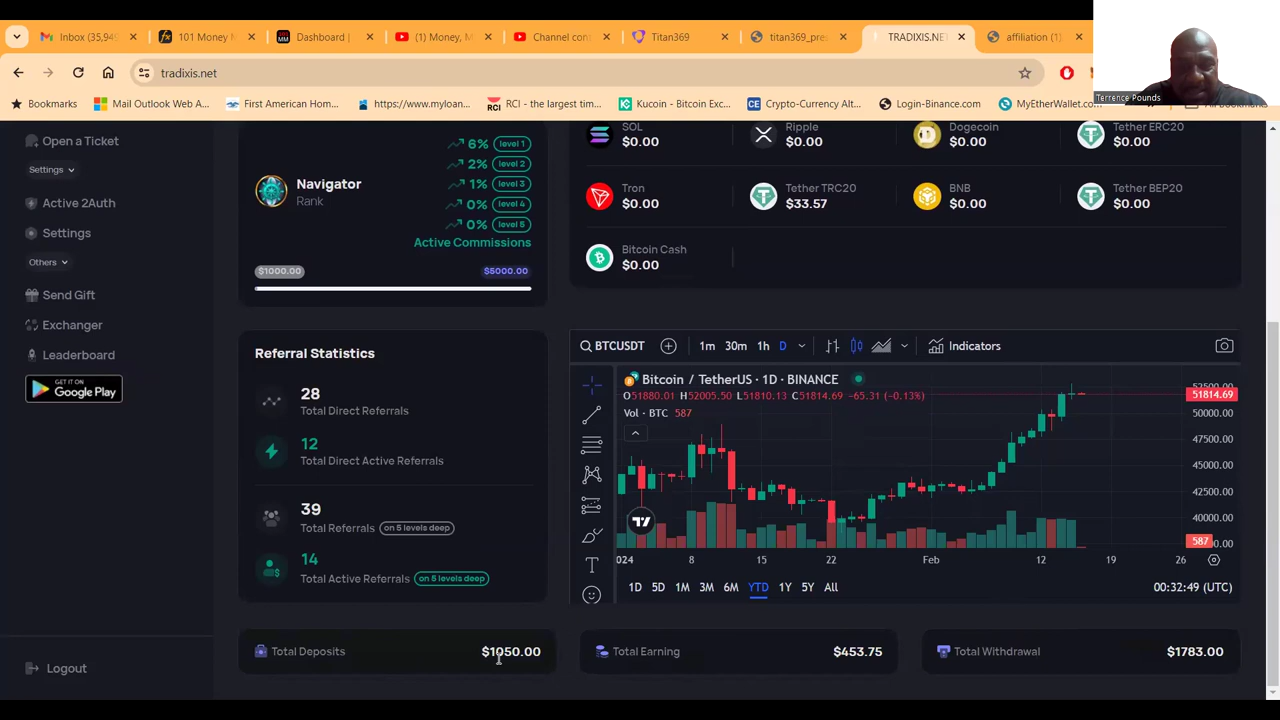 Inbox (35,949
101 Money M
Dashboard |
(1) Money, M
Channel con
Titan369
titan369_pres
TRADIXIS.NET
affiliation (1)
tradixis.net
Bookmarks
Mail Outlook Web A...
First American Hom...
https://www.myloan...
RCI - the largest tim...
Kucoin - Bitcoin Exc...
Crypto-Currency Alt...
Login-Binance.com
MyEtherWallet.com
All Bookmarks
Terrence Pounds
Open a Ticket
Settings
Active 2Auth
Settings
Others
Send Gift
Exchanger
Leaderboard
GET IT ON
Google Play
Logout
Navigator
Rank
6% level 1
2% level 2
1% level 3
0% level 4
0% level 5
Active Commissions
$1000.00
$5000.00
SOL
$0.00
Ripple
$0.00
Dogecoin
$0.00
Tether ERC20
$0.00
Tron
$0.00
Tether TRC20
$33.57
BNB
$0.00
Tether BEP20
$0.00
Bitcoin Cash
$0.00
Referral Statistics
28
Total Direct Referrals
12
Total Direct Active Referrals
39
Total Referrals on 5 levels deep
14
Total Active Referrals on 5 levels deep
BTCUSDT
1m 30m 1h D
Indicators
Bitcoin / TetherUS · 1D · BINANCE
O51880.01 H52005.50 L51810.13 C51814.69 -65.31 (-0.13%)
Vol · BTC 587
52500.00
51814.69
50000.00
47500.00
45000.00
42500.00
40000.00
587
024 8 15 22 Feb 12 19 26
1D 5D 1M 3M 6M YTD 1Y 5Y All
00:32:49 (UTC)
Total Deposits $1050.00
Total Earning $453.75
Total Withdrawal $1783.00